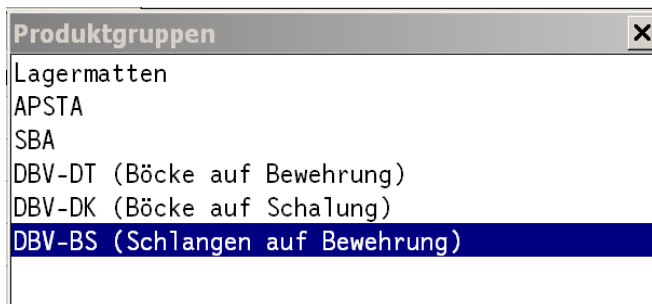 Produktgruppen
Lagermatten
APSTA
SBA
DBV-DT (Böcke auf Bewehrung)
DBV-DK (Böcke auf Schalung)
DBV-BS (Schlangen auf Bewehrung)